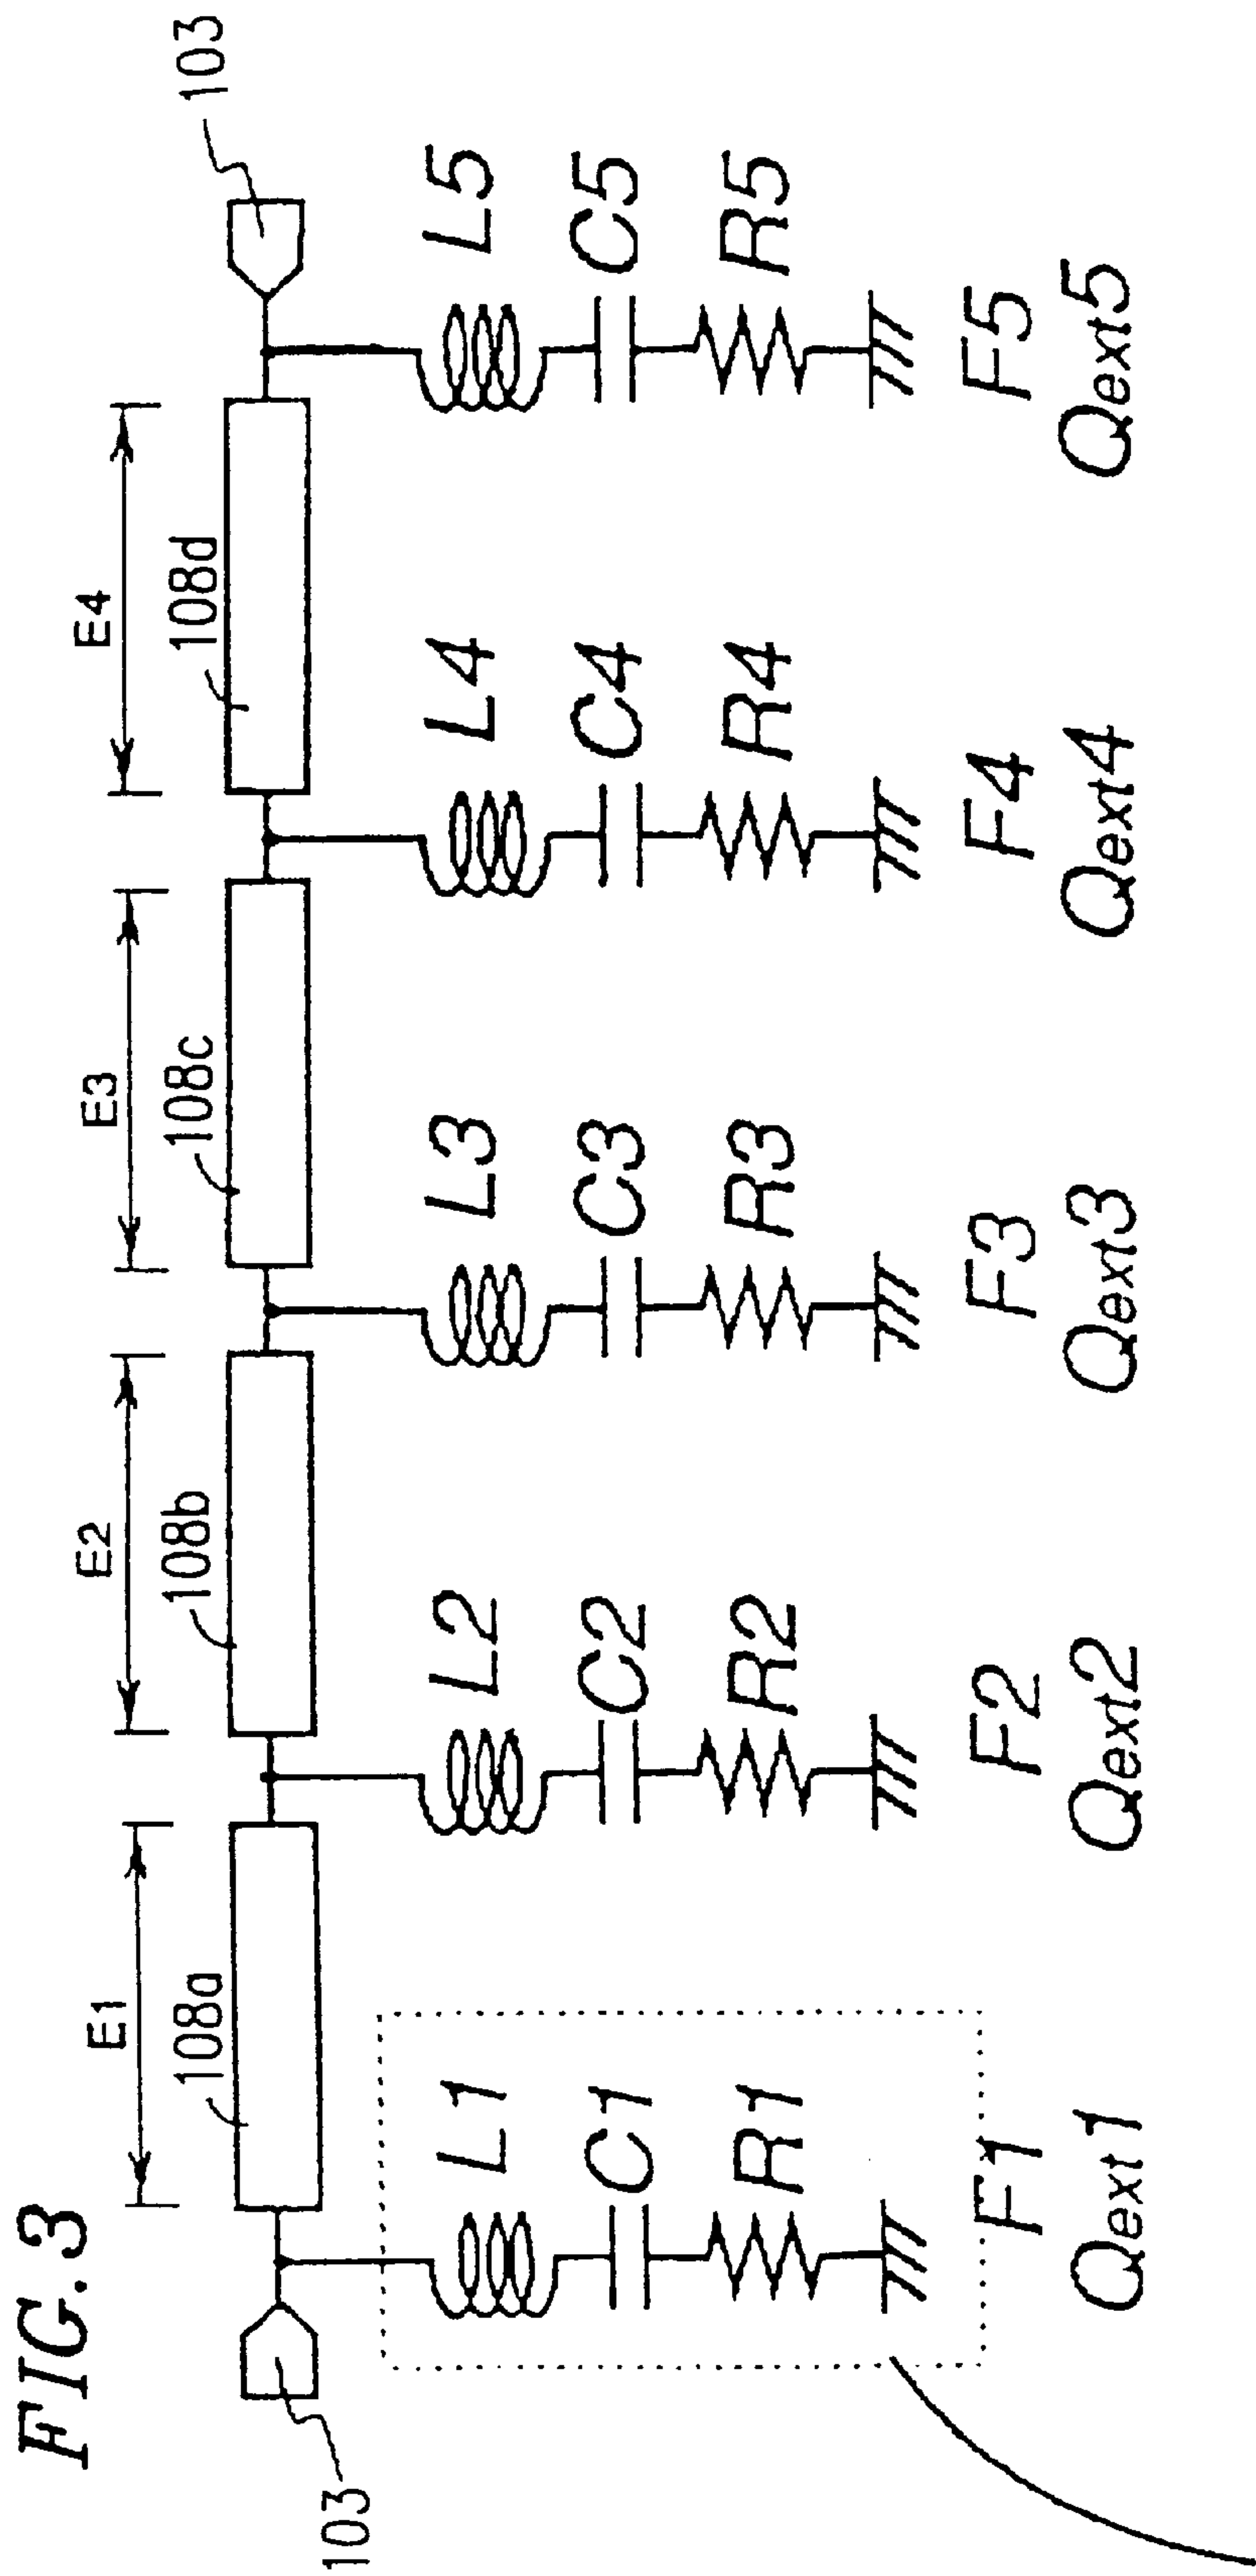 FIG.3
E1 E2 E3 E4
108a 108b 108c 108d
103 103
L1 L2 L3 L4 L5
C1 C2 C3 C4 C5
R1 R2 R3 R4 R5
F1 F2 F3 F4 F5
Qext1 Qext2 Qext3 Qext4 Qext5